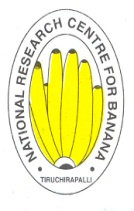 NATIONAL RESEARCH CENTRE FOR BANANA
TIRUCHIRAPALLI